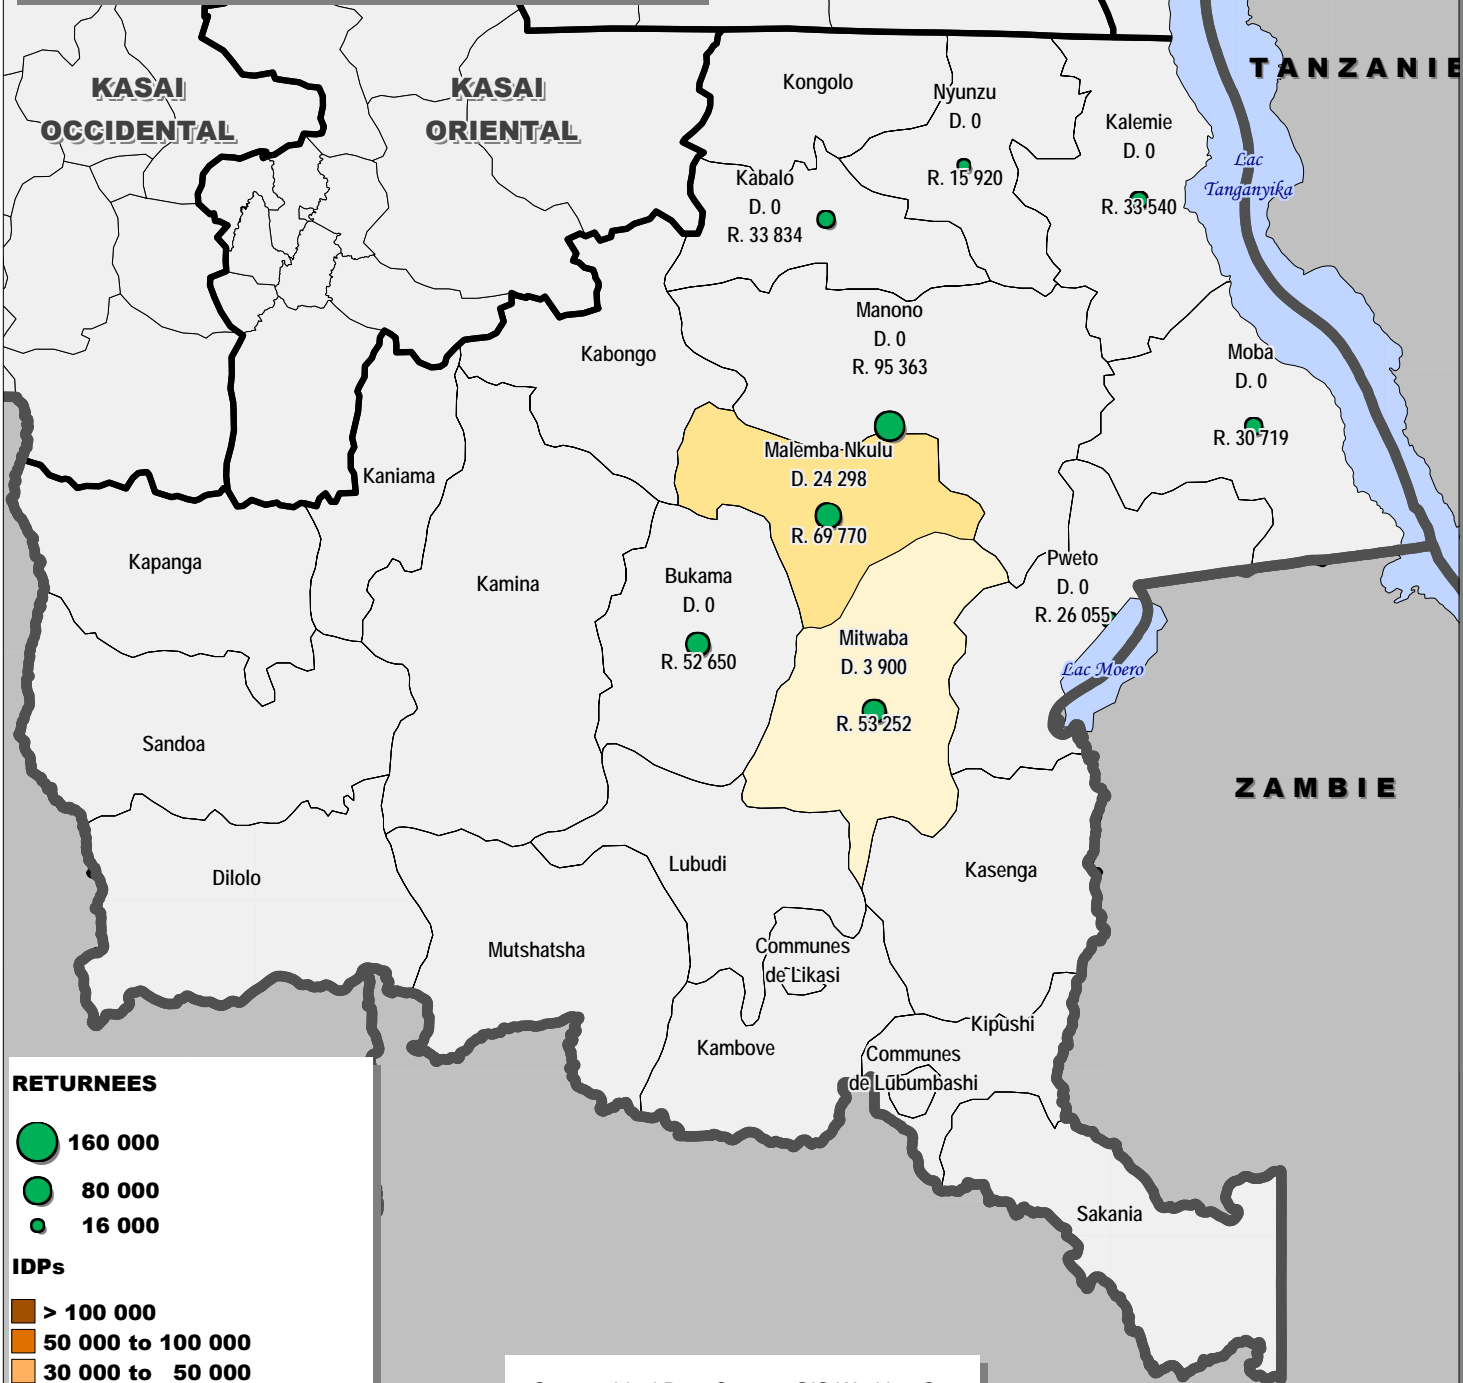 TANZANIE
KASAI
OCCIDENTAL
KASAI
ORIENTAL
Kongolo
Nyunzu
D. 0
R. 15 920
Kalemie
D. 0
R. 33 540
Lac
Tanganyika
Kabalo
D. 0
R. 33 834
Manono
D. 0
R. 95 363
Kabongo
Moba
D. 0
R. 30 719
Malemba-Nkulu
D. 24 298
R. 69 770
Kaniama
Kapanga
Kamina
Bukama
D. 0
R. 52 650
Pweto
D. 0
R. 26 055
Mitwaba
D. 3 900
R. 53 252
Lac Moero
Sandoa
ZAMBIE
Lubudi
Kasenga
Dilolo
Mutshatsha
Communes
de Likasi
Kipushi
Kambove
Communes
de Lubumbashi
Sakania
RETURNEES
160 000
80 000
16 000
IDPs
> 100 000
50 000 to 100 000
30 000 to 50 000